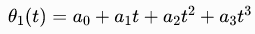 θ₁(t) = a₀ + a₁t + a₂t² + a₃t³